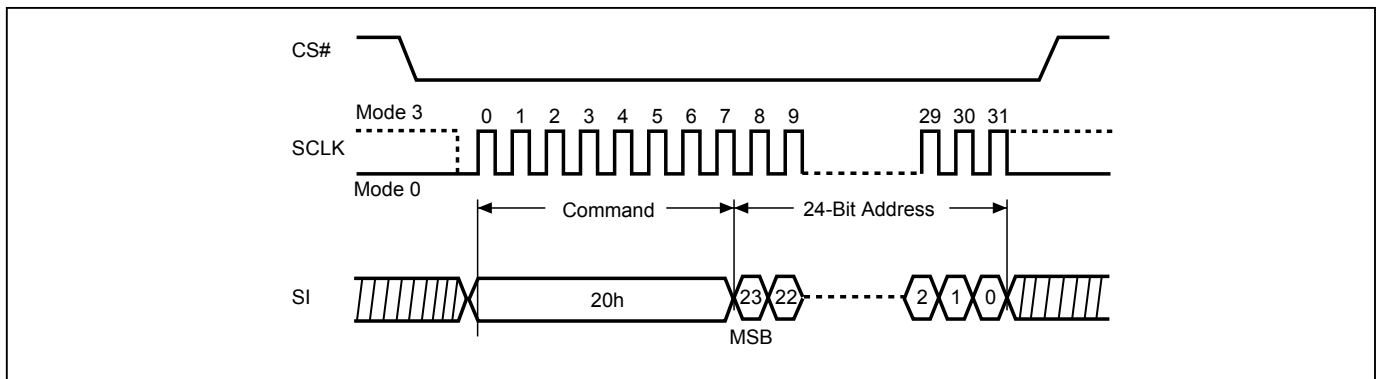 CS#
Mode 3
0 1 2 3 4 5 6 7 8 9 29 30 31
SCLK
Mode 0
Command 24-Bit Address
SI 20h 23 22 2 1 0
MSB